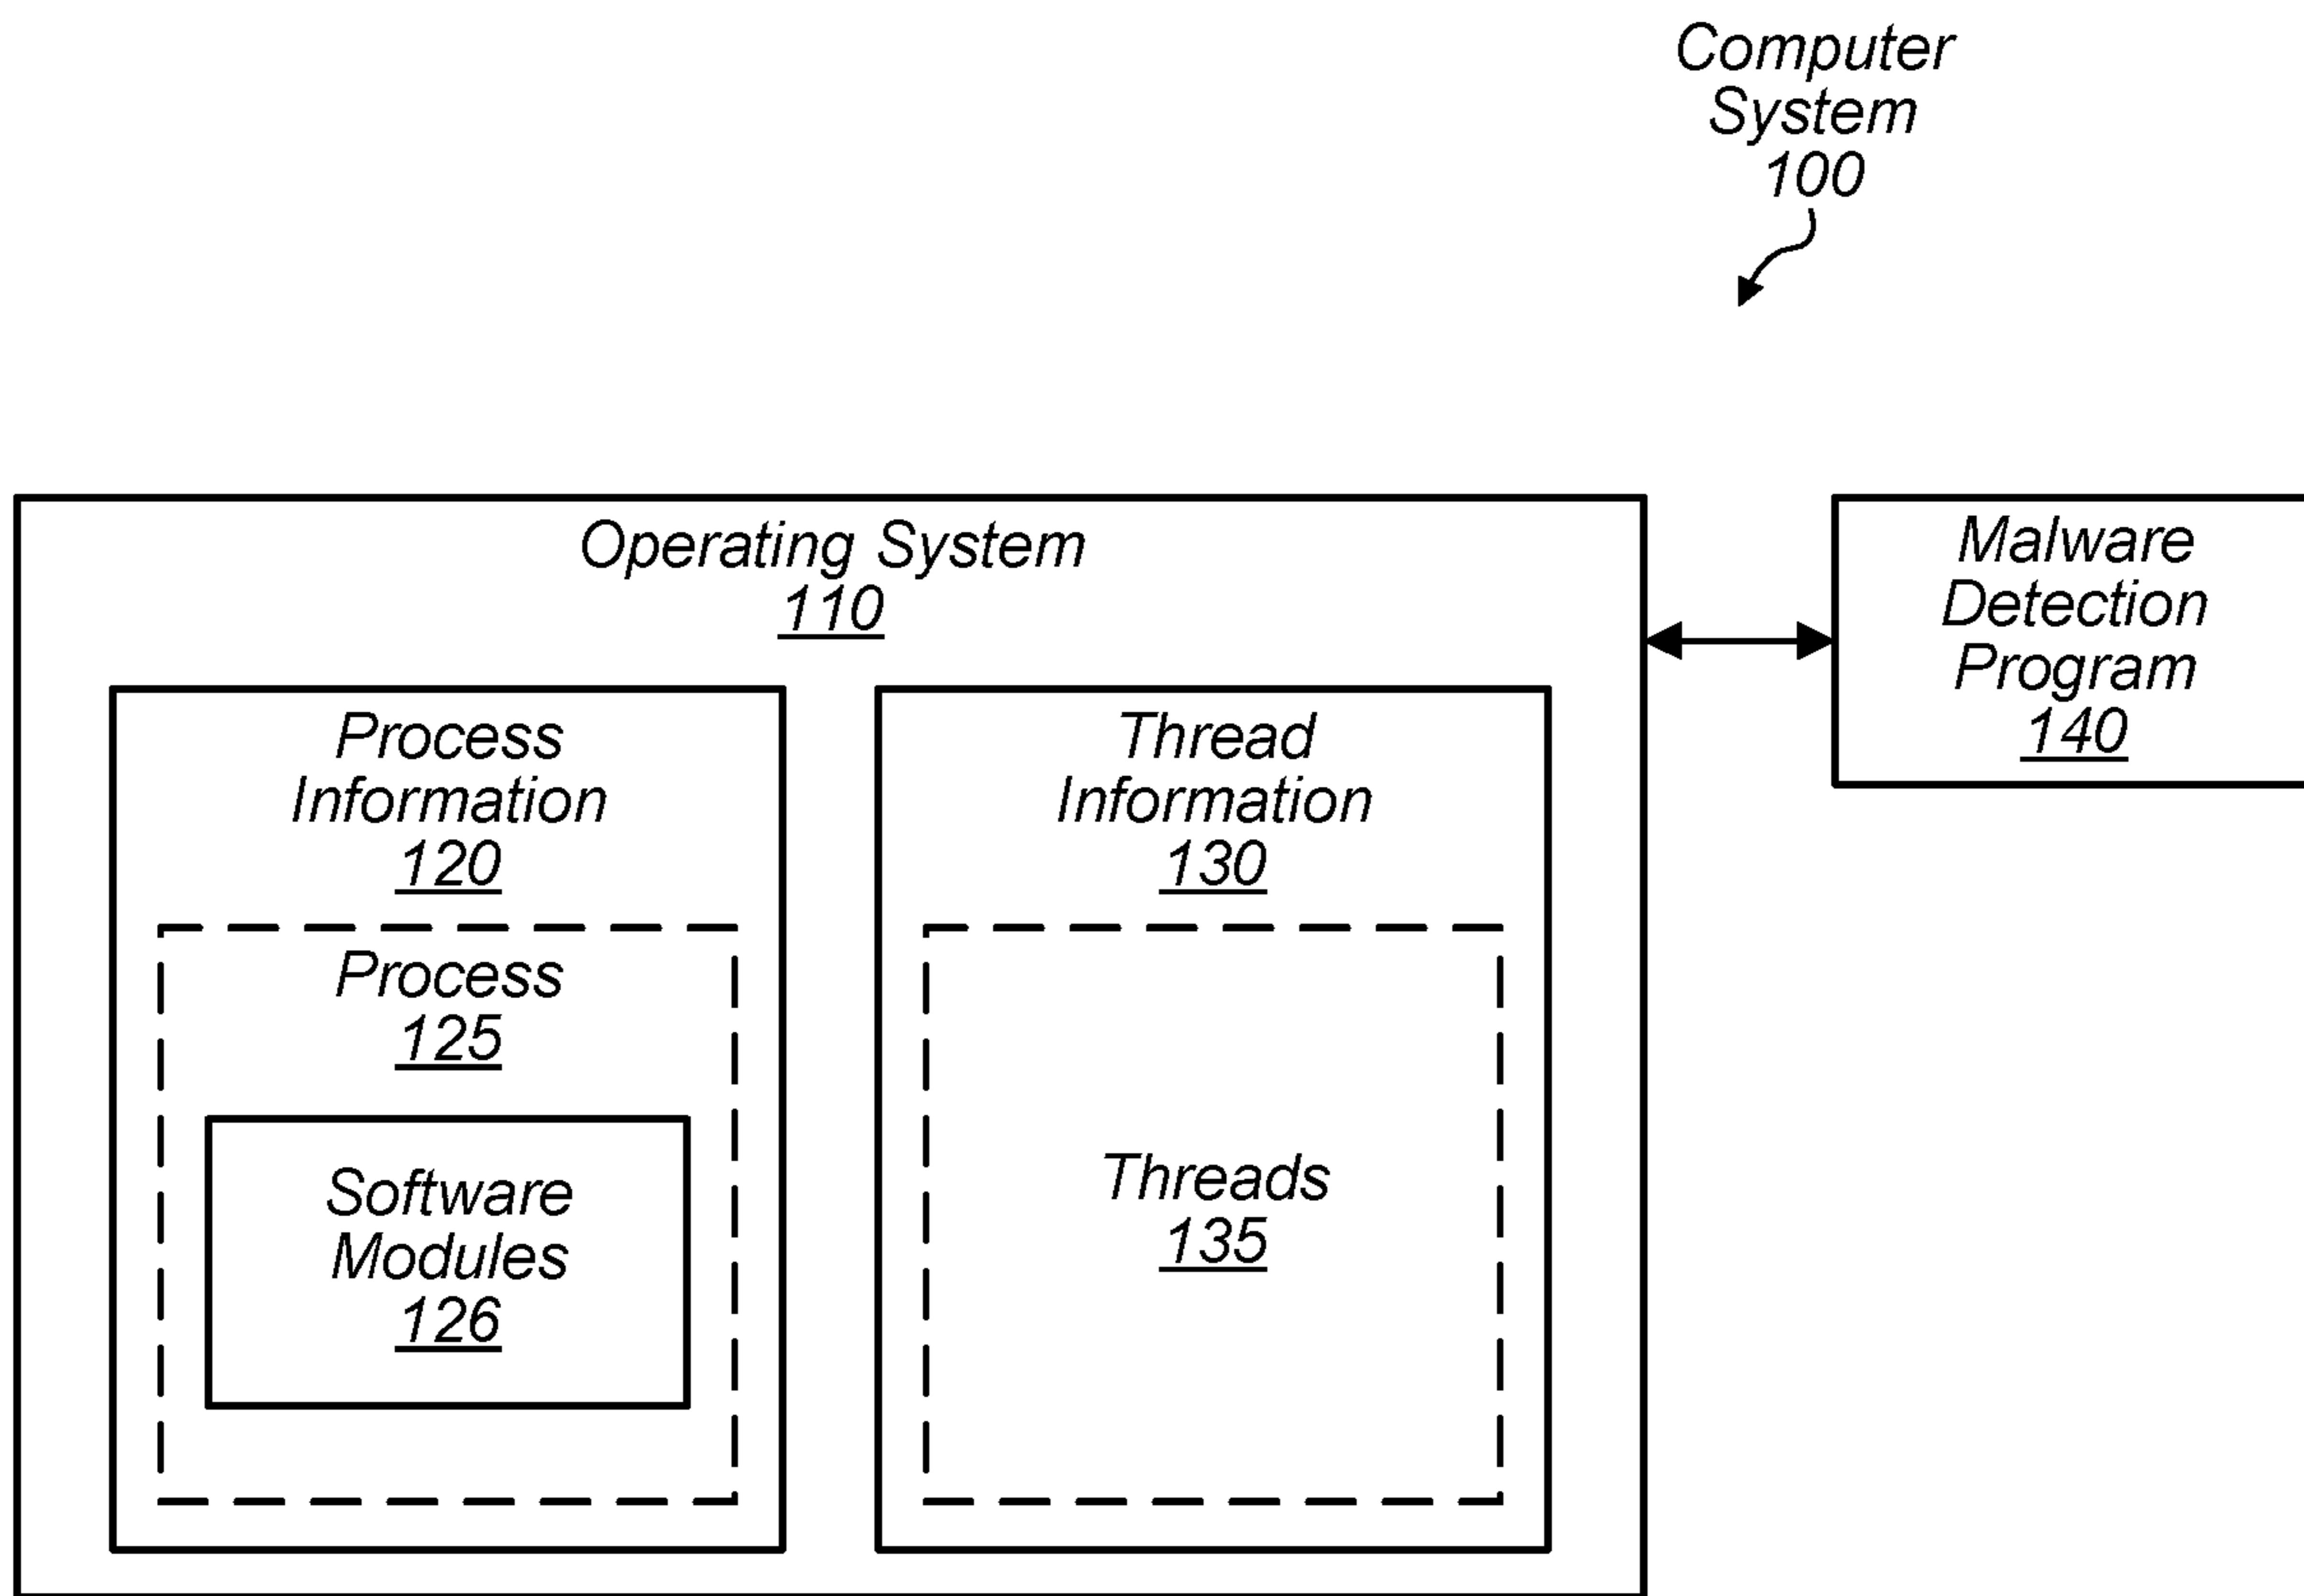 Computer
System
100
Operating System
110
Malware
Detection
Program
140
Process
Information
120
Thread
Information
130
Process
125
Software
Modules
126
Threads
135